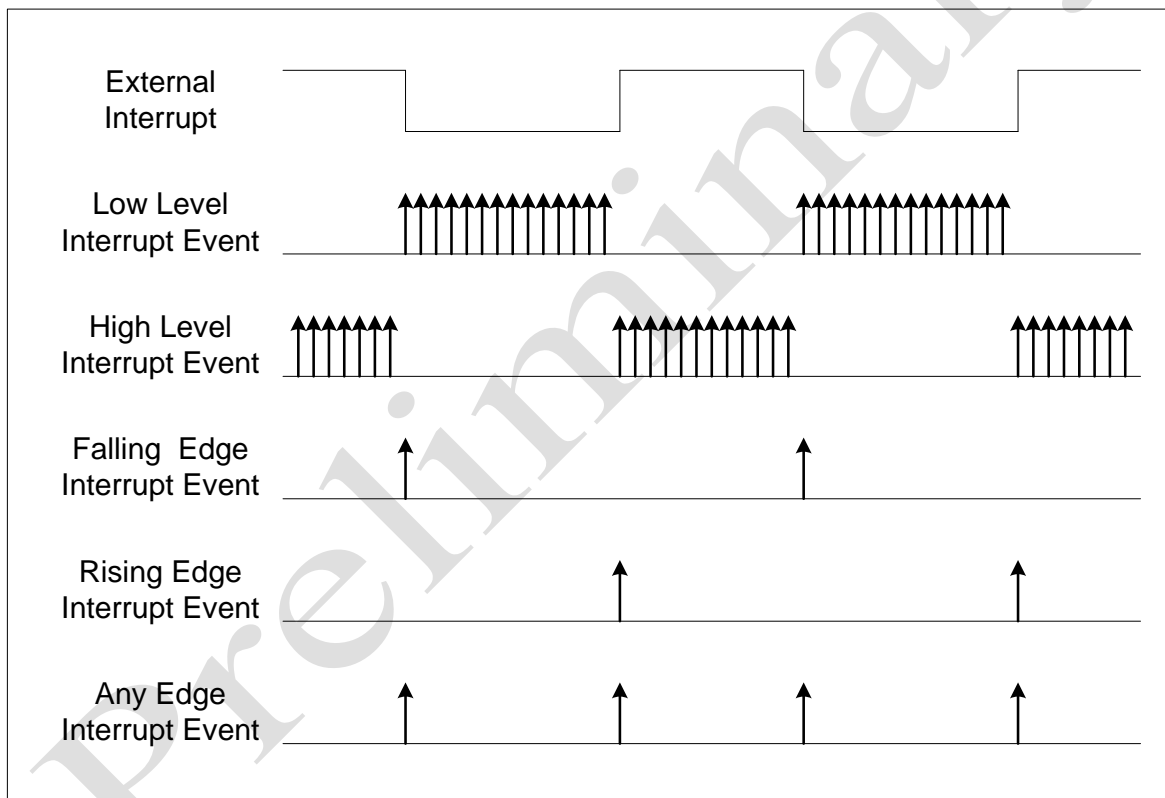 External
Interrupt
Low Level
Interrupt Event
High Level
Interrupt Event
Falling Edge
Interrupt Event
Rising Edge
Interrupt Event
Any Edge
Interrupt Event
Preliminary